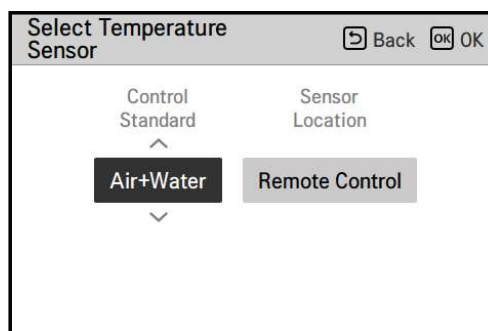 Select Temperature
Sensor
Back OK OK
Control
Standard
Sensor
Location
Air+Water
Remote Control